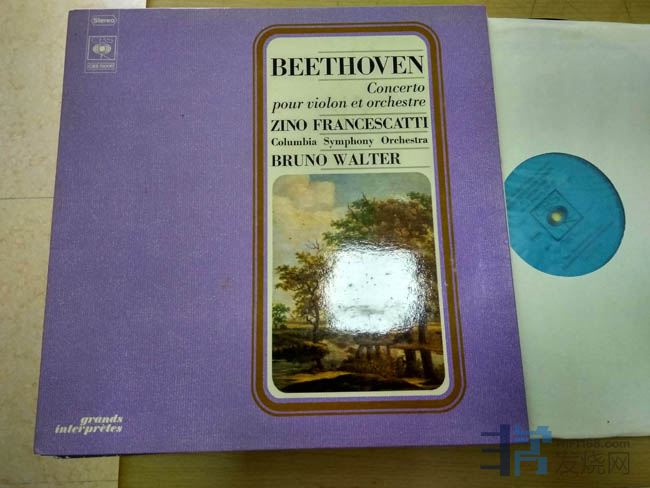 Stereo
CBS
BEETHOVEN
Concerto
pour violon et orchestre
ZINO FRANCESCATTI
Columbia Symphony Orchestra
BRUNO WALTER
grands
interprètes
发烧网